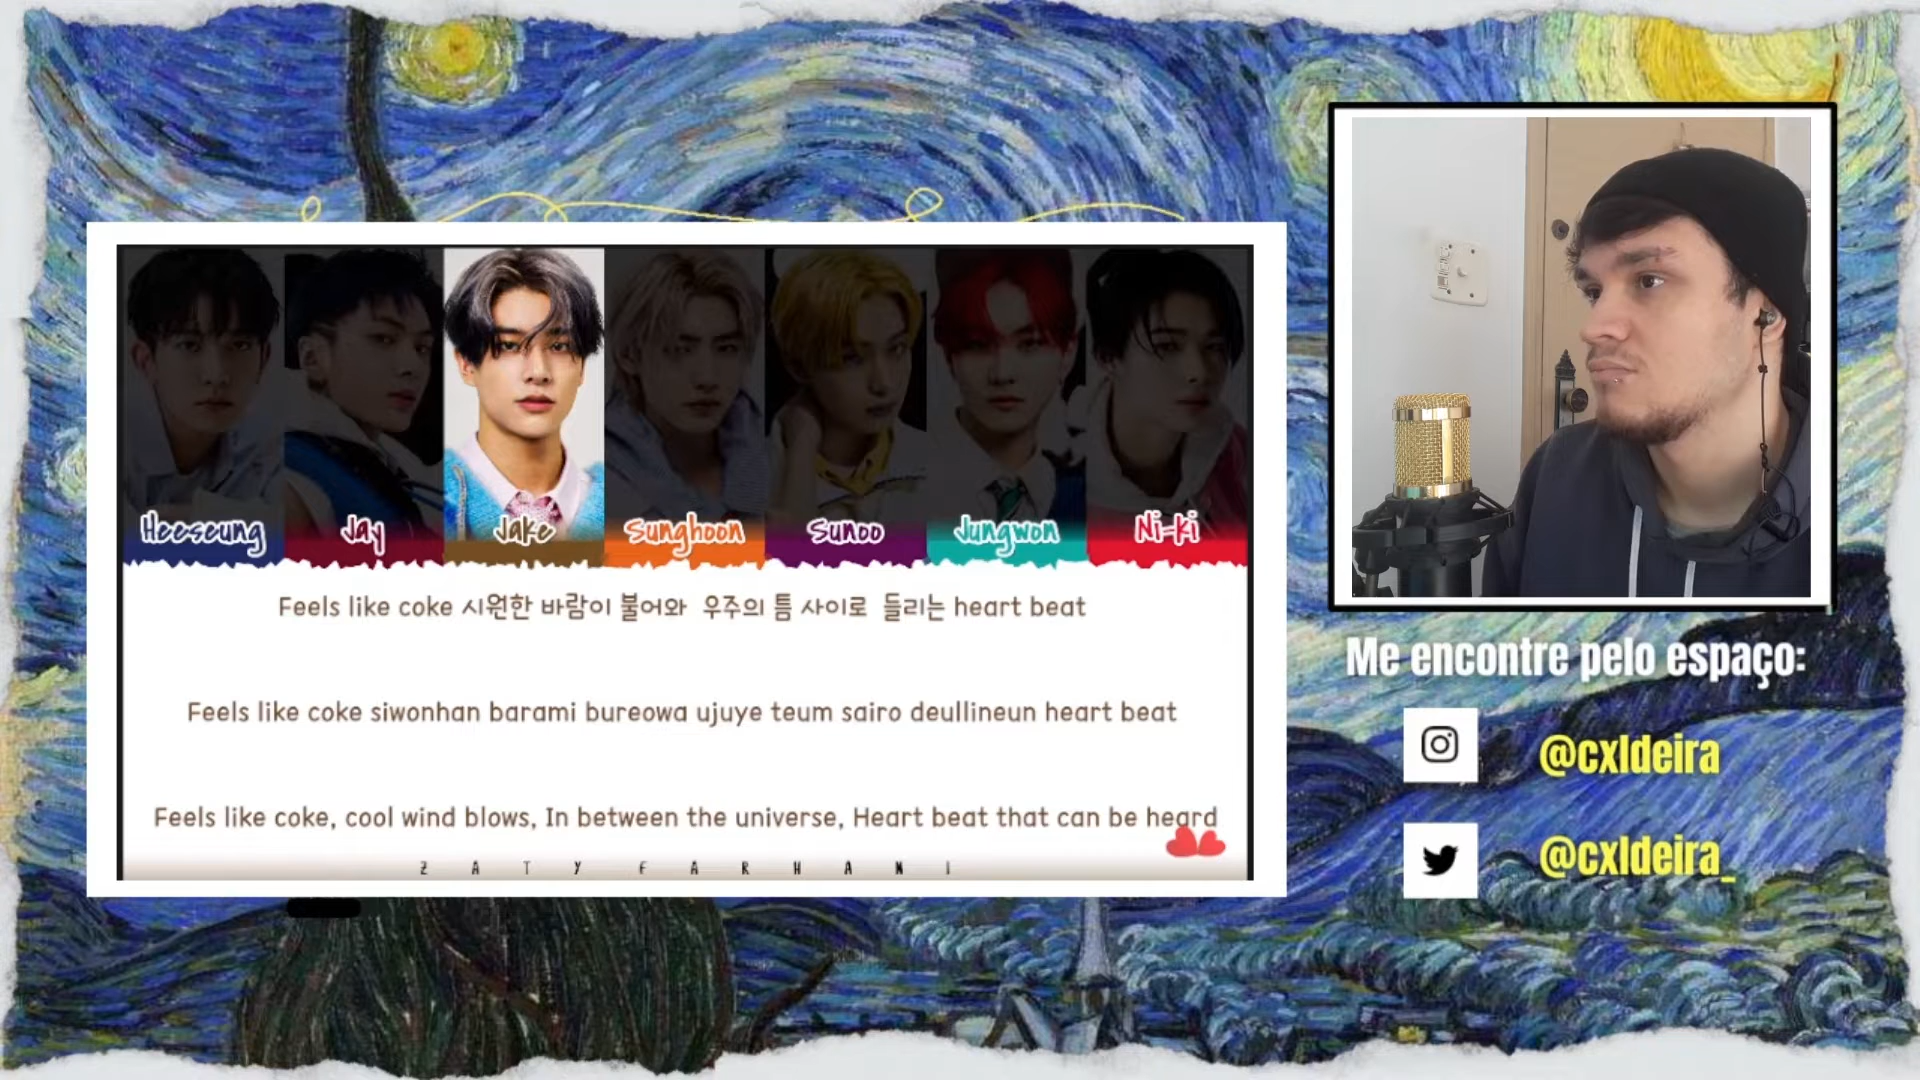 Heeseung
Jay
Jake
Sunghoon
Sunoo
Jungwon
Ni-Ki
Feels like coke 시원한 바람이 불어와 우주의 틈 사이로 들리는 heart beat
Feels like coke siwonhan barami bureowa ujuye teum sairo deullineun heart beat
Feels like coke, cool wind blows, In between the universe, Heart beat that can be heard
ZATY FARHANI
Me encontre pelo espaço:
@cxldeira
@cxldeira_